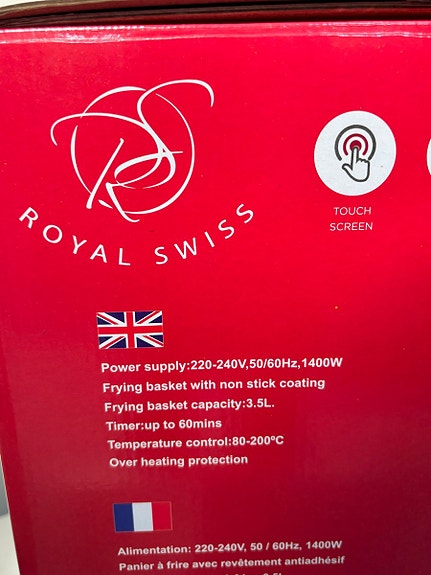 RS
ROYAL SWISS
TOUCH
SCREEN
Power supply:220-240V,50/60Hz,1400W
Frying basket with non stick coating
Frying basket capacity:3.5L.
Timer:up to 60mins
Temperature control:80-200ºC
Over heating protection
Alimentation: 220-240V, 50 / 60Hz, 1400W
Panier à frire avec revêtement antiadhésif